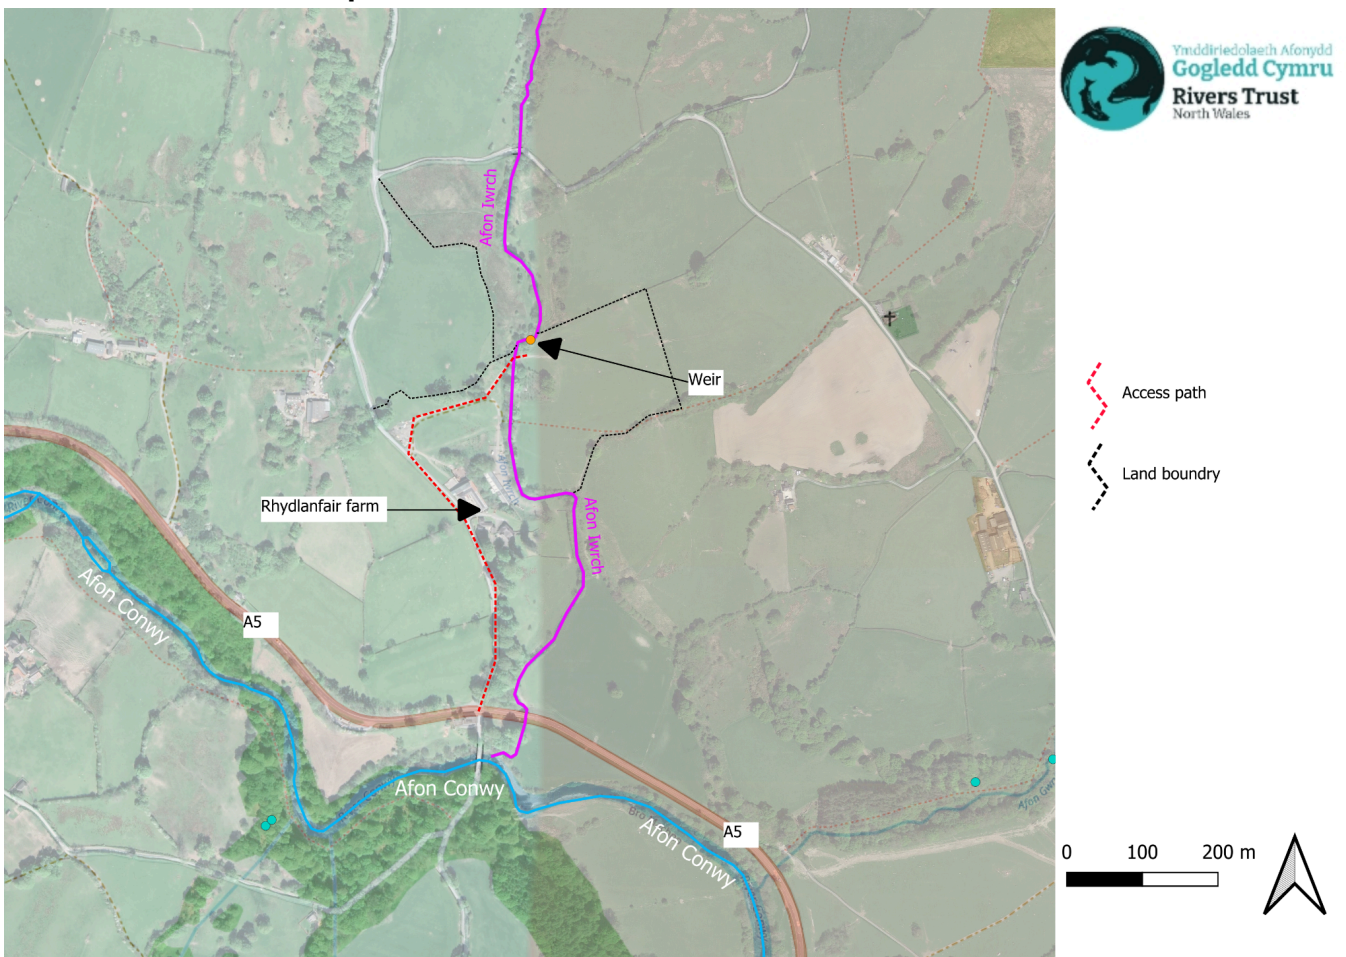 Ymddiriedolaeth Afonydd
Gogledd Cymru
Rivers Trust
North Wales
Afon Iwrch
Weir
Access path
Land boundry
Rhydlanfair farm
Afon Iwrch
Afon Conwy
A5
Afon Conwy
A5
Afon Conwy
0 100 200 m